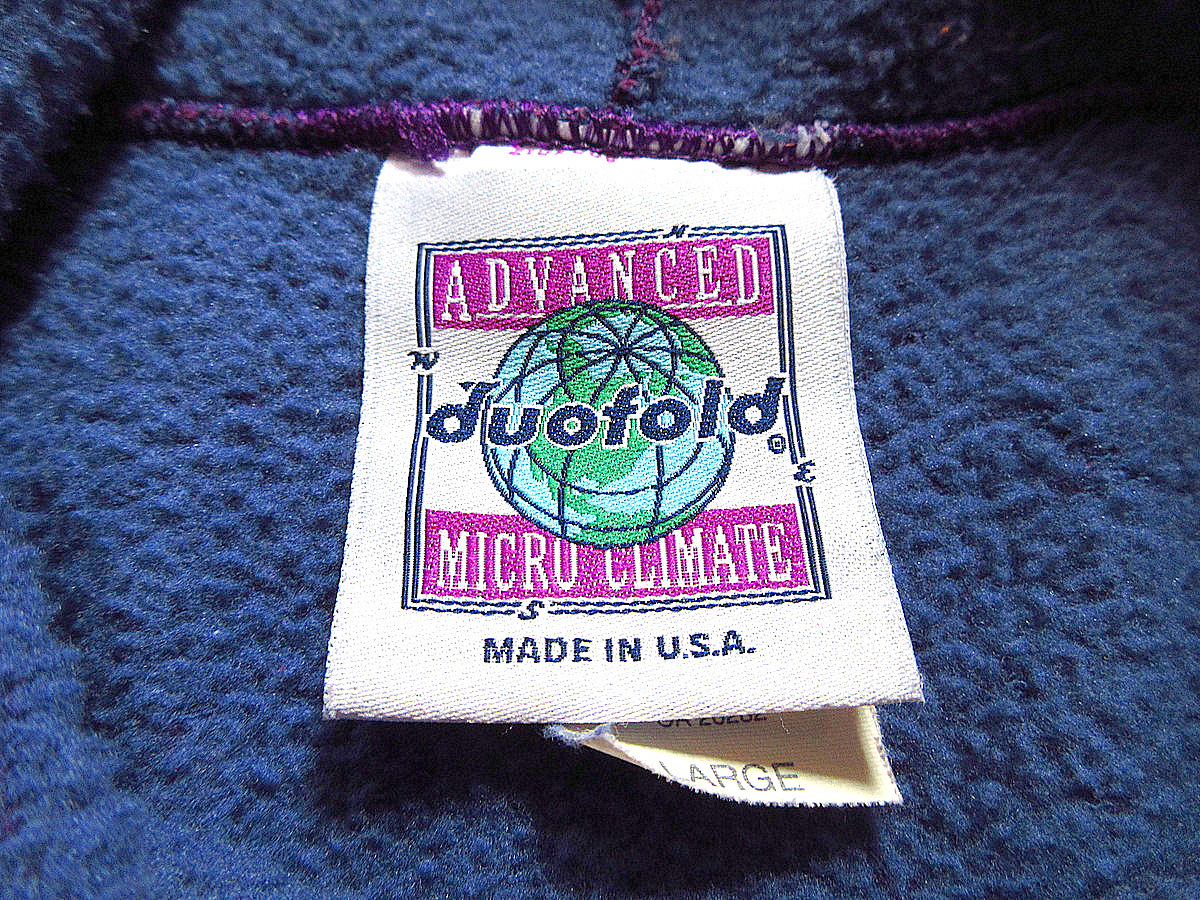 N
ADVANCED
W
duofold®
E
MICRO CLIMATE
S
MADE IN U.S.A.
LARGE